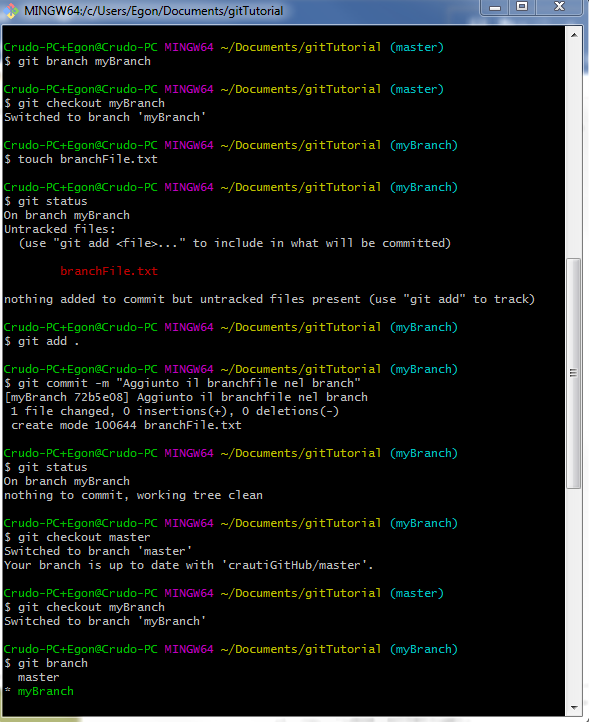 MINGW64:/c/Users/Egon/Documents/gitTutorial
Crudo-PC+Egon@Crudo-PC MINGW64 ~/Documents/gitTutorial (master)
$ git branch myBranch
Crudo-PC+Egon@Crudo-PC MINGW64 ~/Documents/gitTutorial (master)
$ git checkout myBranch
Switched to branch 'myBranch'
Crudo-PC+Egon@Crudo-PC MINGW64 ~/Documents/gitTutorial (myBranch)
$ touch branchFile.txt
Crudo-PC+Egon@Crudo-PC MINGW64 ~/Documents/gitTutorial (myBranch)
$ git status
On branch myBranch
Untracked files:
  (use "git add <file>..." to include in what will be committed)
        branchFile.txt
nothing added to commit but untracked files present (use "git add" to track)
Crudo-PC+Egon@Crudo-PC MINGW64 ~/Documents/gitTutorial (myBranch)
$ git add .
Crudo-PC+Egon@Crudo-PC MINGW64 ~/Documents/gitTutorial (myBranch)
$ git commit -m "Aggiunto il branchfile nel branch"
[myBranch 72b5e08] Aggiunto il branchfile nel branch
 1 file changed, 0 insertions(+), 0 deletions(-)
 create mode 100644 branchFile.txt
Crudo-PC+Egon@Crudo-PC MINGW64 ~/Documents/gitTutorial (myBranch)
$ git status
On branch myBranch
nothing to commit, working tree clean
Crudo-PC+Egon@Crudo-PC MINGW64 ~/Documents/gitTutorial (myBranch)
$ git checkout master
Switched to branch 'master'
Your branch is up to date with 'crautiGitHub/master'.
Crudo-PC+Egon@Crudo-PC MINGW64 ~/Documents/gitTutorial (master)
$ git checkout myBranch
Switched to branch 'myBranch'
Crudo-PC+Egon@Crudo-PC MINGW64 ~/Documents/gitTutorial (myBranch)
$ git branch
  master
* myBranch